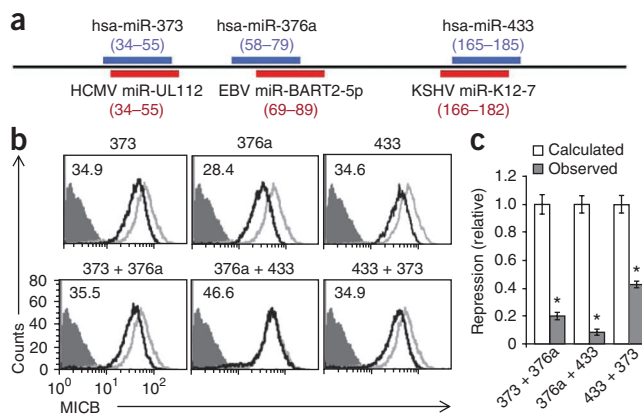 a
hsa-miR-373 hsa-miR-376a hsa-miR-433
(34–55) (58–79) (165–185)
HCMV miR-UL112 EBV miR-BART2-5p KSHV miR-K12-7
(34–55) (69–89) (166–182)
b
373 376a 433
34.9 28.4 34.6
373 + 376a 376a + 433 433 + 373
35.5 46.6 34.9
80
60
40
20
0
Counts
10⁰ 10¹ 10²
MICB
c
Calculated
Observed
Repression (relative)
1.2
1.0
0.8
0.6
0.4
0.2
0
* * *
373 + 376a
376a + 433
433 + 373